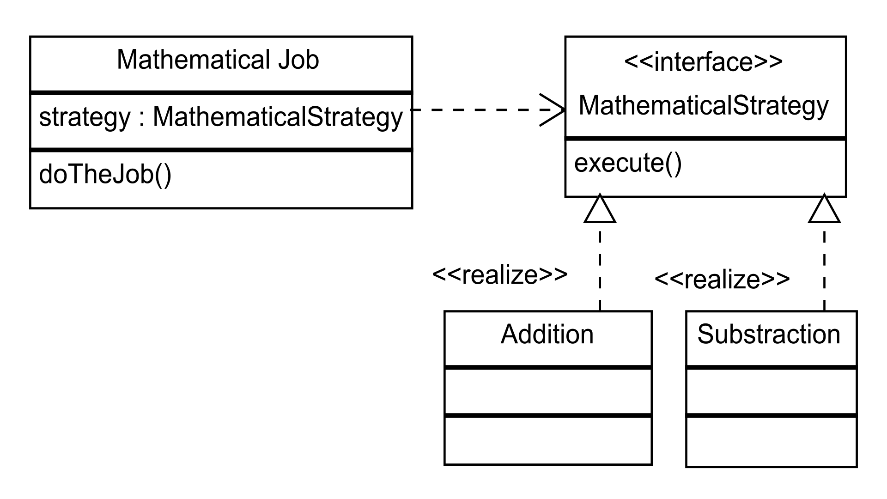 Mathematical Job
strategy : MathematicalStrategy
doTheJob()
<<interface>>
MathematicalStrategy
execute()
<<realize>>
<<realize>>
Addition
Substraction